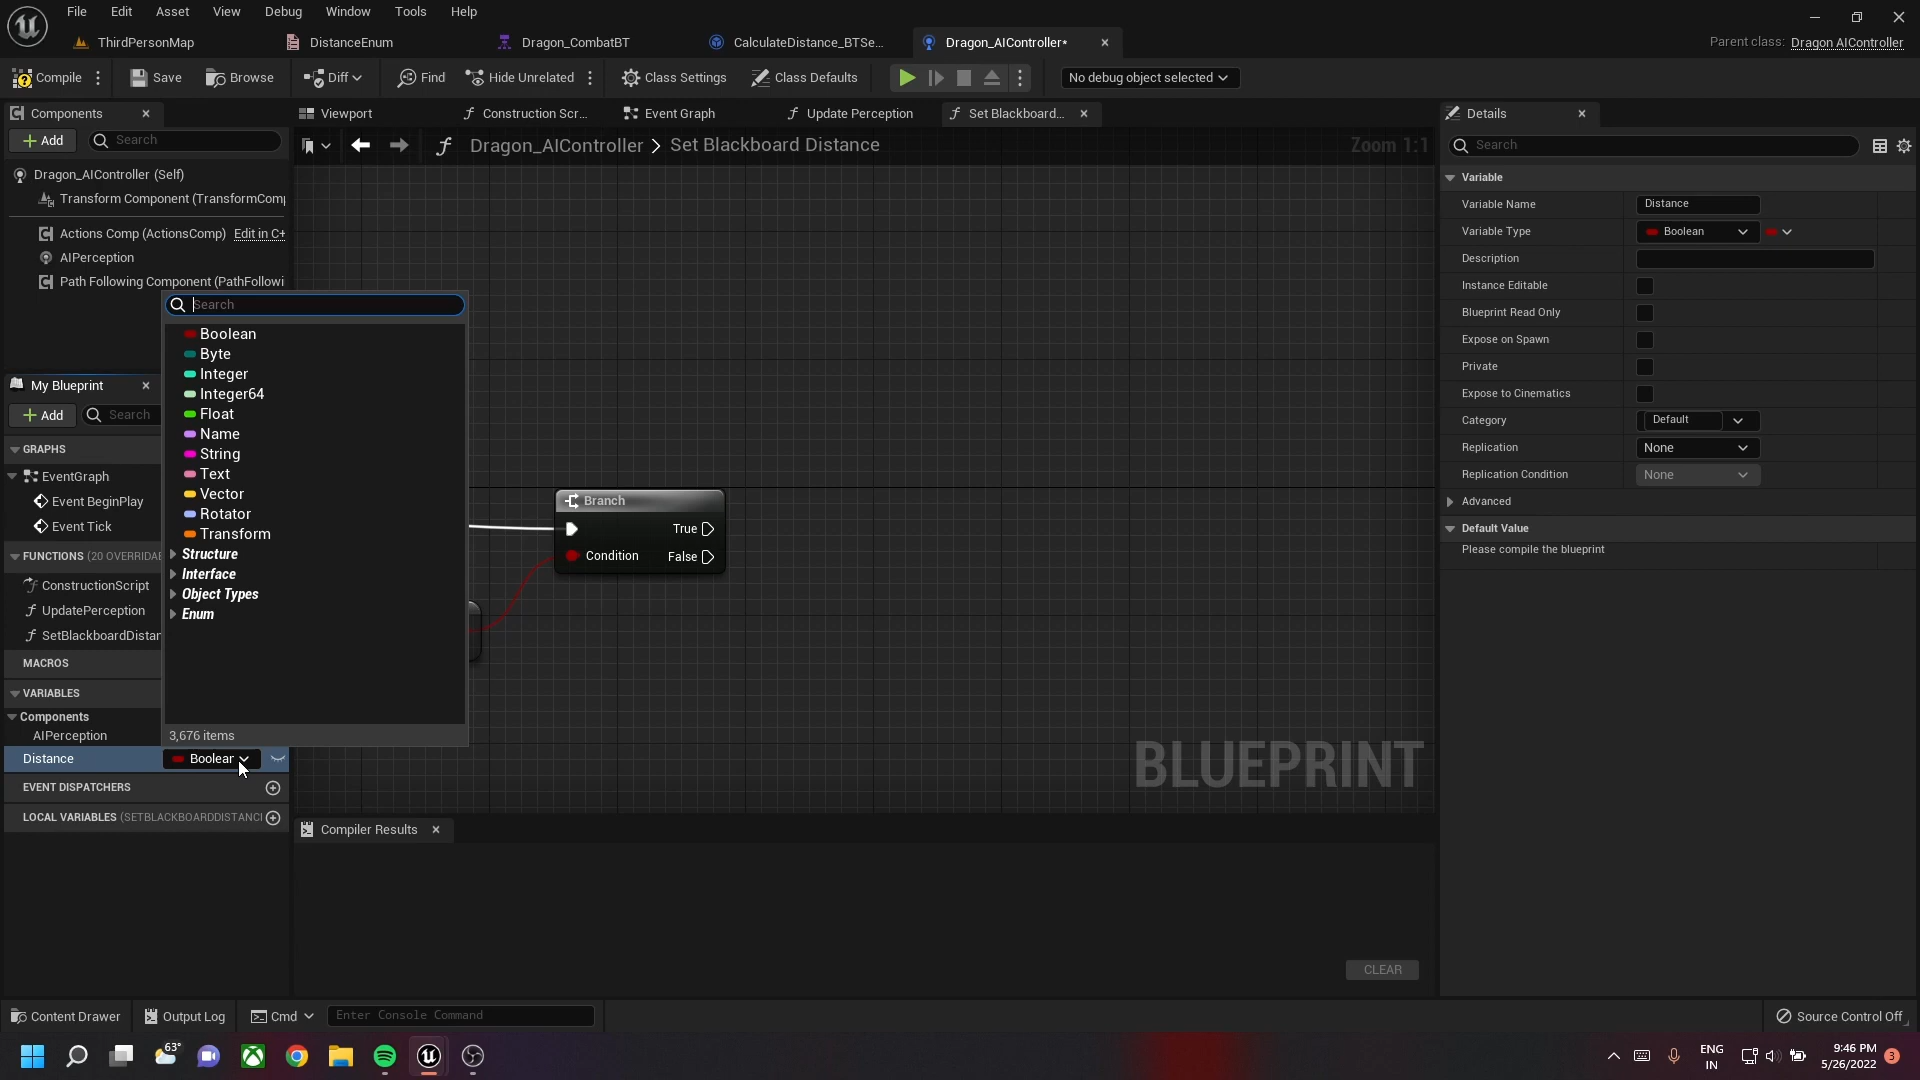 File Edit Asset View Debug Window Tools Help
ThirdPersonMap DistanceEnum Dragon_CombatBT CalculateDistance_BTSe... Dragon_AIController* Parent class: Dragon AIController
Compile Save Browse Diff Find Hide Unrelated Class Settings Class Defaults No debug object selected
Components Viewport Construction Scr... Event Graph Update Perception Set Blackboard... Details
Add Search Dragon_AIController > Set Blackboard Distance Zoom 1:1 Search
Dragon_AIController (Self)
Transform Component (TransformComp
Actions Comp (ActionsComp) Edit in C+
AIPerception
Path Following Component (PathFollowi
Search
Boolean
Byte
Integer
Integer64
Float
Name
String
Text
Vector
Rotator
Transform
Structure
Interface
Object Types
Enum
3,676 items
My Blueprint
Add Search
GRAPHS
EventGraph
Event BeginPlay
Event Tick
FUNCTIONS (20 OVERRIDA
ConstructionScript
UpdatePerception
SetBlackboardDistan
MACROS
VARIABLES
Components
AIPerception
Distance Boolean
EVENT DISPATCHERS
LOCAL VARIABLES (SETBLACKBOARDDISTANCI
Branch
True
Condition False
BLUEPRINT
Variable
Variable Name Distance
Variable Type Boolean
Description
Instance Editable
Blueprint Read Only
Expose on Spawn
Private
Expose to Cinematics
Category Default
Replication None
Replication Condition None
Advanced
Default Value
Please compile the blueprint
Compiler Results
CLEAR
Content Drawer Output Log Cmd Enter Console Command Source Control Off
63° ENG IN 9:46 PM 5/26/2022 3